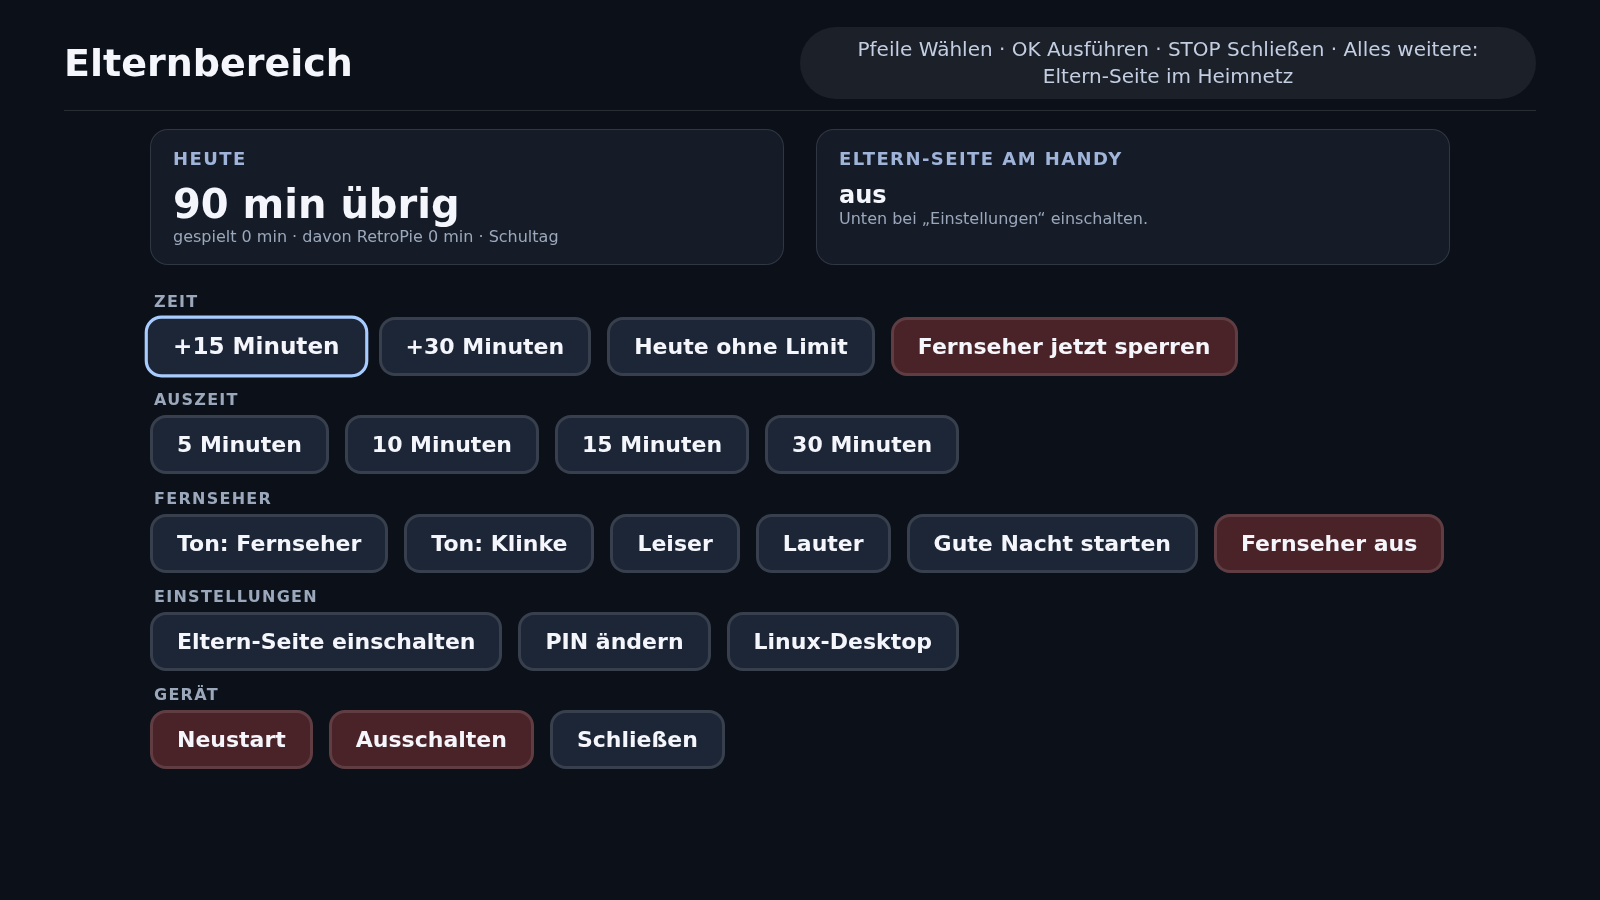 Elternbereich
Pfeile Wählen · OK Ausführen · STOP Schließen · Alles weitere:
Eltern-Seite im Heimnetz
HEUTE
90 min übrig
gespielt 0 min · davon RetroPie 0 min · Schultag
ELTERN-SEITE AM HANDY
aus
Unten bei „Einstellungen“ einschalten.
ZEIT
+15 Minuten
+30 Minuten
Heute ohne Limit
Fernseher jetzt sperren
AUSZEIT
5 Minuten
10 Minuten
15 Minuten
30 Minuten
FERNSEHER
Ton: Fernseher
Ton: Klinke
Leiser
Lauter
Gute Nacht starten
Fernseher aus
EINSTELLUNGEN
Eltern-Seite einschalten
PIN ändern
Linux-Desktop
GERÄT
Neustart
Ausschalten
Schließen